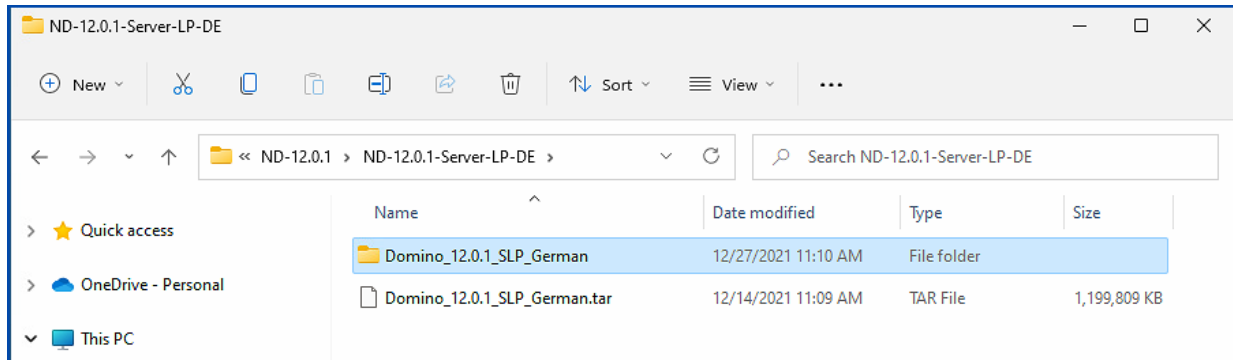 ND-12.0.1-Server-LP-DE
New Sort View
« ND-12.0.1 > ND-12.0.1-Server-LP-DE > Search ND-12.0.1-Server-LP-DE
Name Date modified Type Size
Quick access
Domino_12.0.1_SLP_German 12/27/2021 11:10 AM File folder
OneDrive - Personal
Domino_12.0.1_SLP_German.tar 12/14/2021 11:09 AM TAR File 1,199,809 KB
This PC